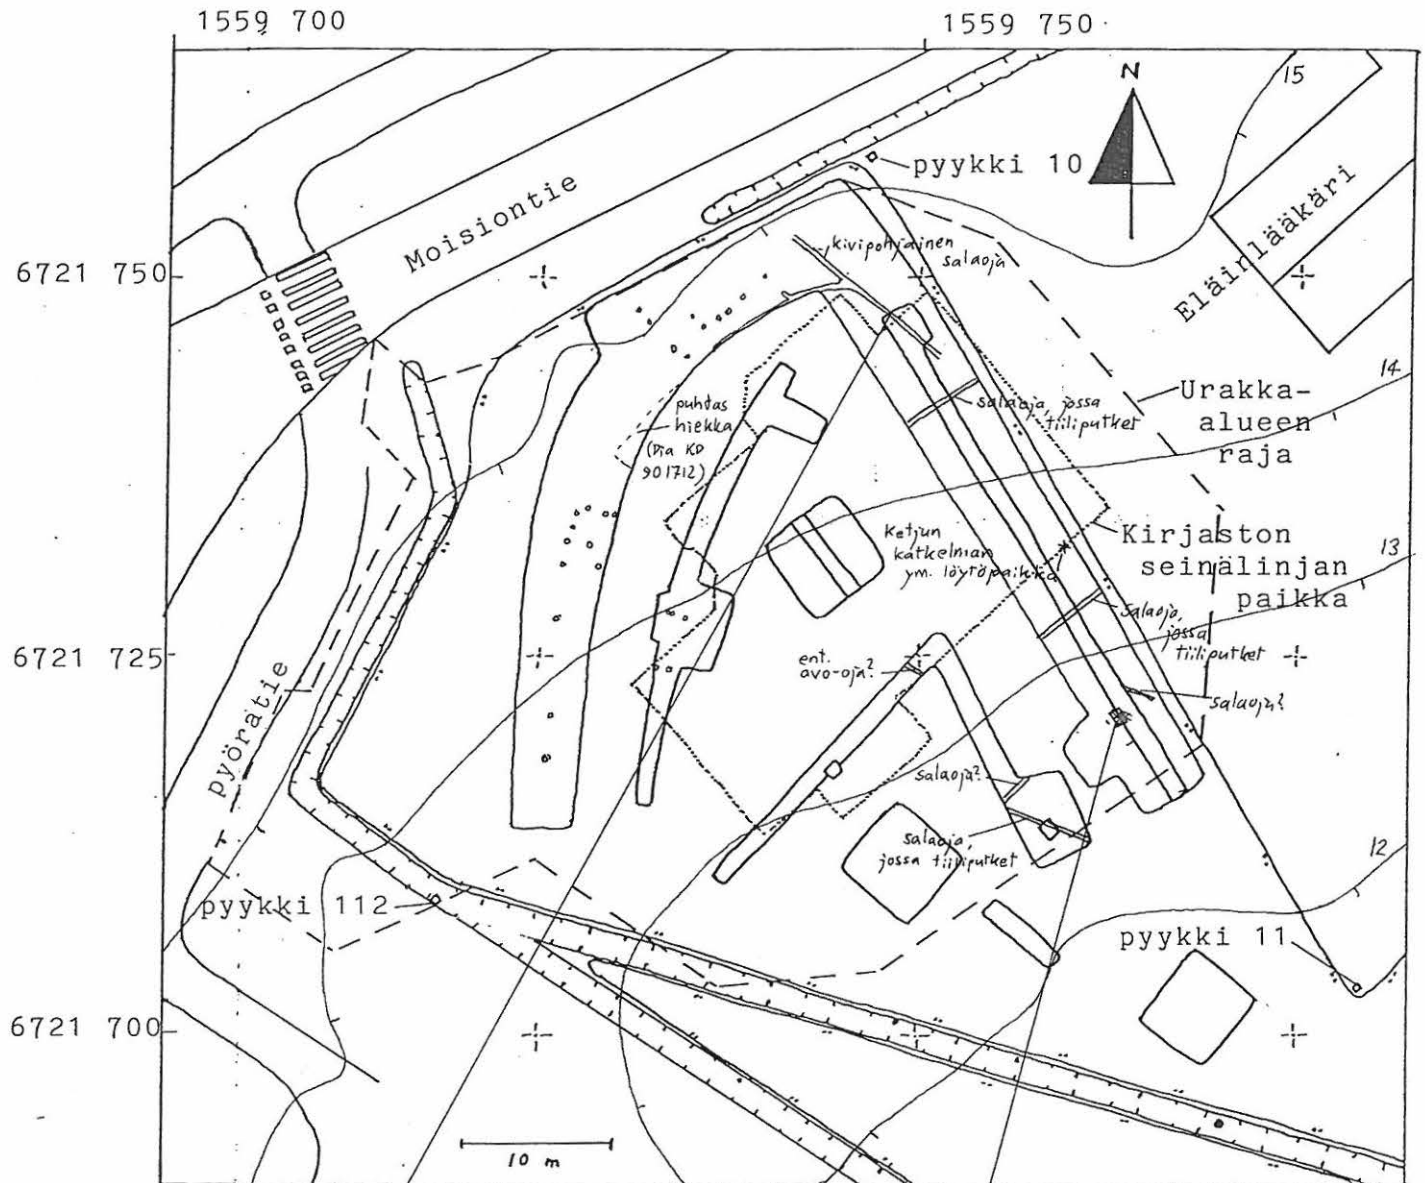 1559 700
1559 750
N
15
pyykki 10
Moisiontie
Eläinlääkäri
kivipohjainen
salaoja
6721 750
14
Urakka-
alueen
raja
salaoja, jossa
tiiliputket
puhdas
hiekka
(Dia KD
901712)
ketjun
katkelman
ym. löytöpaikka
Kirjaston
seinälinjan
paikka
13
salaoja,
jossa
tiiliputket
6721 725
ent.
avo-oja?
salaoja?
pyörätie
salaoja?
salaoja,
jossa tiiliputket
12
pyykki 112
pyykki 11
6721 700
10 m